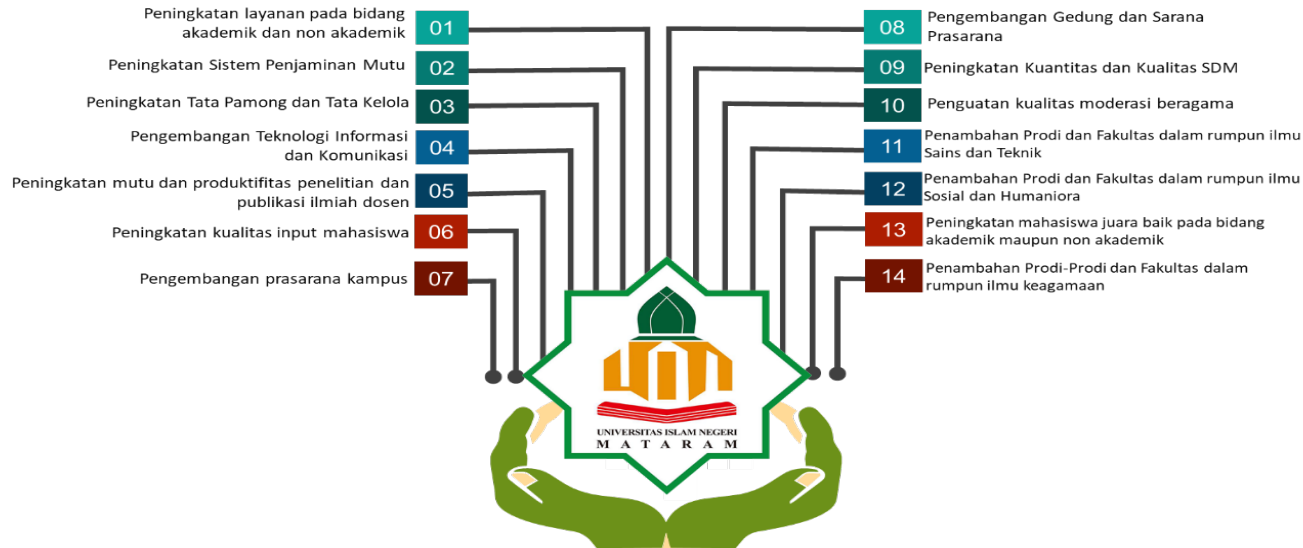 Peningkatan layanan pada bidang
akademik dan non akademik
01
Peningkatan Sistem Penjaminan Mutu
02
Peningkatan Tata Pamong dan Tata Kelola
03
Pengembangan Teknologi Informasi
dan Komunikasi
04
Peningkatan mutu dan produktifitas penelitian dan
publikasi ilmiah dosen
05
Peningkatan kualitas input mahasiswa
06
Pengembangan prasarana kampus
07
08
Pengembangan Gedung dan Sarana
Prasarana
09
Peningkatan Kuantitas dan Kualitas SDM
10
Penguatan kualitas moderasi beragama
11
Penambahan Prodi dan Fakultas dalam rumpun ilmu
Sains dan Teknik
12
Penambahan Prodi dan Fakultas dalam rumpun ilmu
Sosial dan Humaniora
13
Peningkatan mahasiswa juara baik pada bidang
akademik maupun non akademik
14
Penambahan Prodi-Prodi dan Fakultas dalam
rumpun ilmu keagamaan
UIN
UNIVERSITAS ISLAM NEGERI
MATARAM